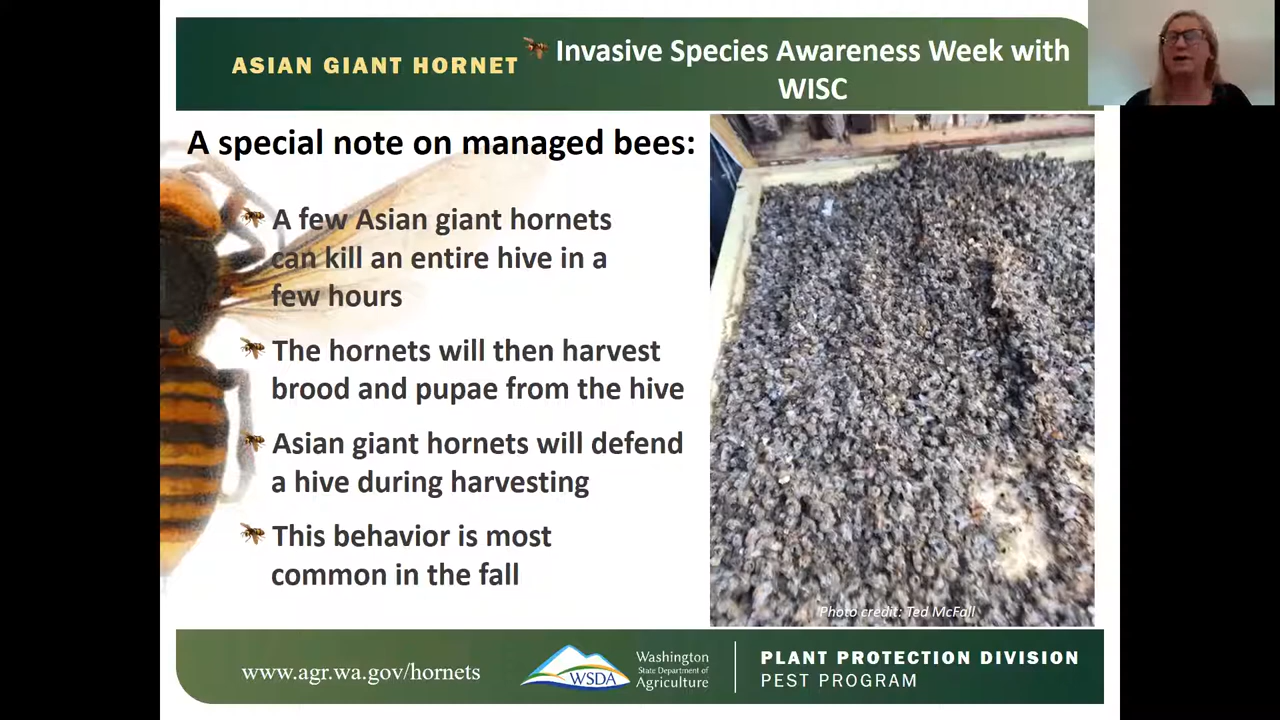 ASIAN GIANT HORNET
Invasive Species Awareness Week with
WISC
A special note on managed bees:
A few Asian giant hornets
can kill an entire hive in a
few hours
The hornets will then harvest
brood and pupae from the hive
Asian giant hornets will defend
a hive during harvesting
This behavior is most
common in the fall
Photo credit: Ted McFall
www.agr.wa.gov/hornets
WSDA
Washington
State Department of
Agriculture
PLANT PROTECTION DIVISION
PEST PROGRAM